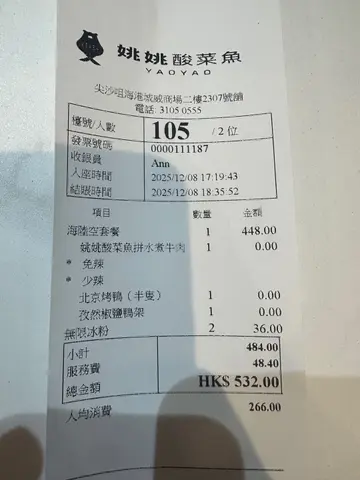 姚姚酸菜魚
YAOYAO
尖沙咀海港城威商場二樓2307號舖
電話: 3105 0555
檯號/人數 105 / 2 位
發票號碼 0000111187
收銀員 Ann
入座時間 2025/12/08 17:19:43
結賬時間 2025/12/08 18:35:52
項目 數量 金額
海陸空套餐 1 448.00
姚姚酸菜魚拼水煮牛肉 1 0.00
* 免辣
* 少辣
北京烤鴨（半隻） 1 0.00
孜然椒鹽鴨架 1 0.00
無限冰粉 2 36.00
小計 484.00
服務費 48.40
總金額 HK$ 532.00
人均消費 266.00